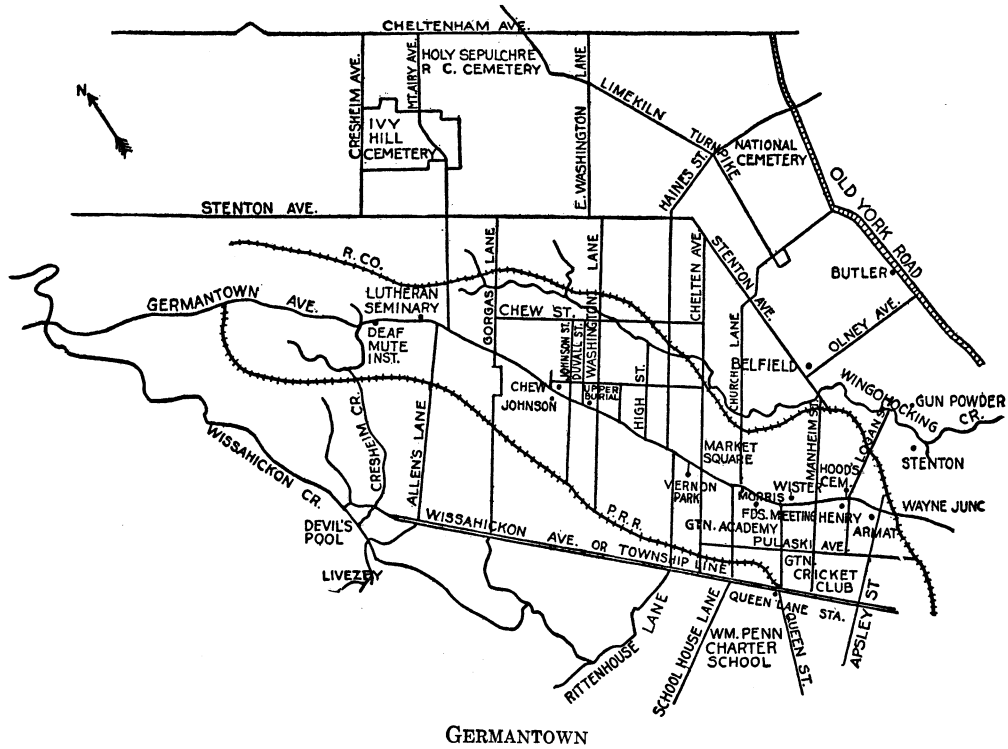 CHELTENHAM AVE.
HOLY SEPULCHRE
R C. CEMETERY
CRESHEIM AVE.
MT. AIRY AVE.
E. WASHINGTON LANE
LIMEKILN TURNPIKE
N
IVY
HILL
CEMETERY
NATIONAL
CEMETERY
HAINES ST.
OLD YORK ROAD
STENTON AVE.
STENTON AVE
R. CO.
GORGAS LANE
WASHINGTON LANE
CHELTEN AVE.
BUTLER
GERMANTOWN AVE.
LUTHERAN
SEMINARY
CHEW ST.
OLNEY AVE.
DEAF
MUTE
INST.
JOHNSON ST.
DUVALL ST.
CHURCH LANE
BELFIELD
WINGOHOCKING CR.
CHEW
JOHNSON
UPPER
BURIAL
HIGH ST.
GUN POWDER
WISSAHICKON CR.
CRESHEIM CR.
ALLEN'S LANE
MARKET
SQUARE
MANHEIM ST.
LOGAN S
STENTON
HOOD'S
CEM.
VERNON
PARK
WISTER
MORRIS
WAYNE JUNC
FDS. MEETING
HENRY
ARMAT
GTN. ACADEMY
DEVIL'S
POOL
WISSAHICKON AVE. OR TOWNSHIP LINE
P.R.R.
PULASKI AVE.
GTN.
CRICKET
CLUB
LIVEZEY
QUEEN LANE STA.
APSLEY ST
RITTENHOUSE LANE
SCHOOL HOUSE LANE
WM. PENN
CHARTER
SCHOOL
QUEEN ST.
GERMANTOWN